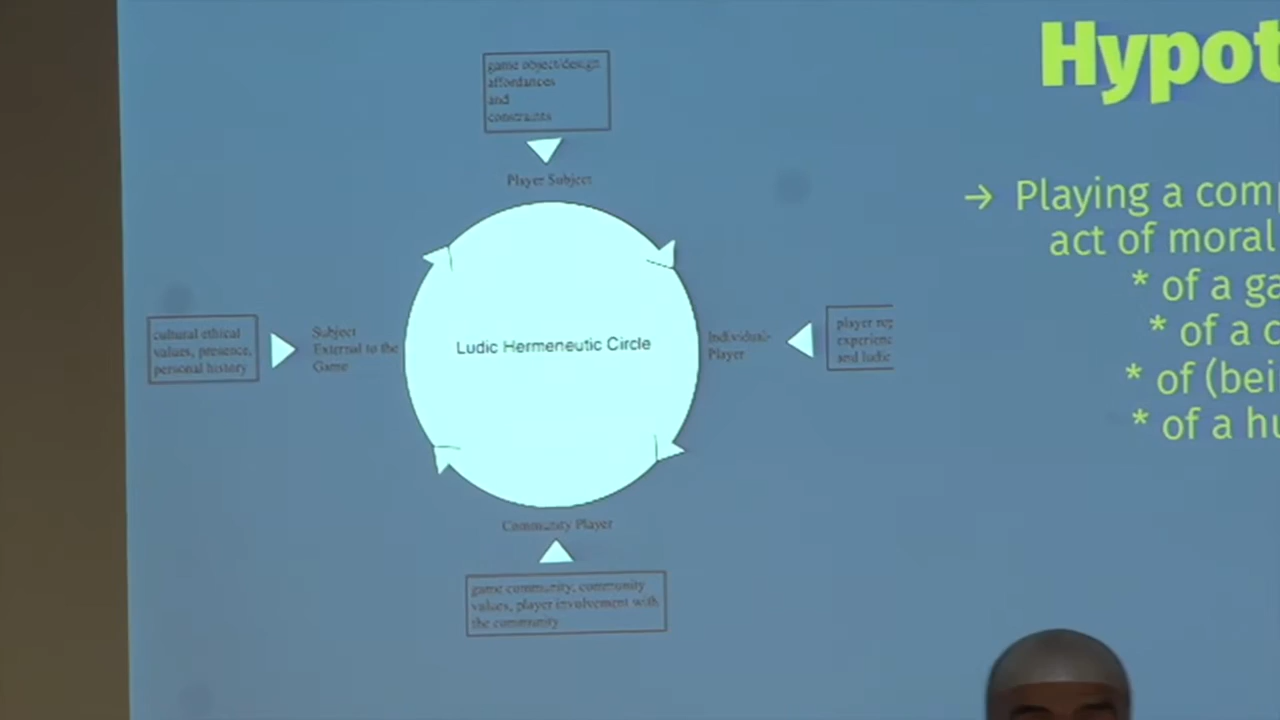 game object/design
affordances
and
constraints
Player Subject
cultural ethical
values, presence,
personal history
Subject
External to the
Game
Ludic Hermeneutic Circle
Individual-
Player
player
and ludic
Community Player
game community, community
values, player involvement with
the community
Hypot
→ Playing a com
act of moral
* of a ga
* of a c
* of (bei
* of a hu